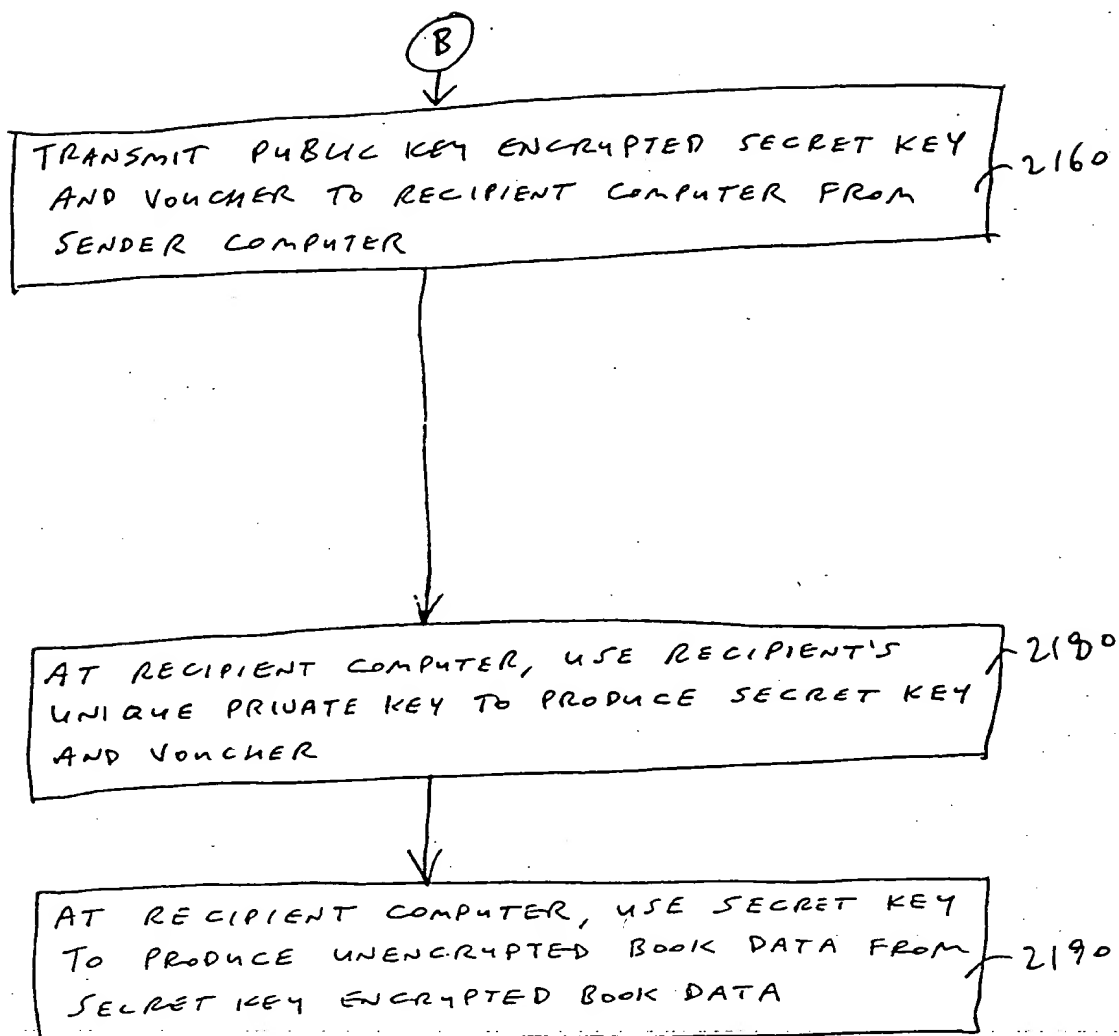 B
TRANSMIT PUBLIC KEY ENCRYPTED SECRET KEY
AND VOUCHER TO RECIPIENT COMPUTER FROM
SENDER COMPUTER
2160
AT RECIPIENT COMPUTER, USE RECIPIENT'S
UNIQUE PRIVATE KEY TO PRODUCE SECRET KEY
AND VOUCHER
2180
AT RECIPIENT COMPUTER, USE SECRET KEY
TO PRODUCE UNENCRYPTED BOOK DATA FROM
SECRET KEY ENCRYPTED BOOK DATA
2190